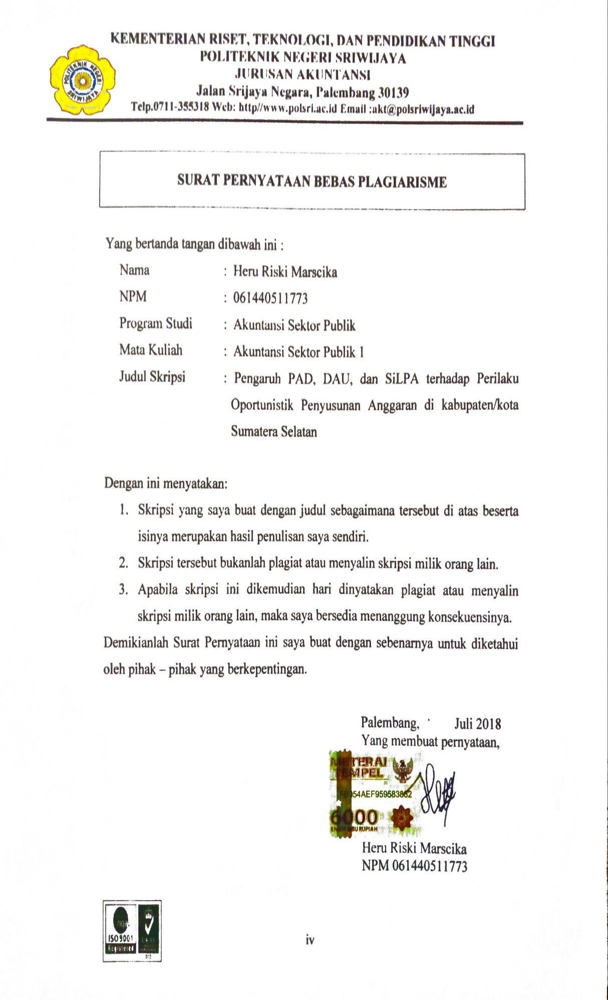 KEMENTERIAN RISET, TEKNOLOGI, DAN PENDIDIKAN TINGGI
POLITEKNIK NEGERI SRIWIJAYA
JURUSAN AKUNTANSI
Jalan Srijaya Negara, Palembang 30139
Telp.0711-355318 Web: http//www.polsri.ac.id Email :akt@polsriwijaya.ac.id
POLITEKNIK NEGERI
SRIWIJAYA
SURAT PERNYATAAN BEBAS PLAGIARISME
Yang bertanda tangan dibawah ini :
Nama : Heru Riski Marscika
NPM : 061440511773
Program Studi : Akuntansi Sektor Publik
Mata Kuliah : Akuntansi Sektor Publik 1
Judul Skripsi : Pengaruh PAD, DAU, dan SiLPA terhadap Perilaku
Oportunistik Penyusunan Anggaran di kabupaten/kota
Sumatera Selatan
Dengan ini menyatakan:
1. Skripsi yang saya buat dengan judul sebagaimana tersebut di atas beserta
isinya merupakan hasil penulisan saya sendiri.
2. Skripsi tersebut bukanlah plagiat atau menyalin skripsi milik orang lain.
3. Apabila skripsi ini dikemudian hari dinyatakan plagiat atau menyalin
skripsi milik orang lain, maka saya bersedia menanggung konsekuensinya.
Demikianlah Surat Pernyataan ini saya buat dengan sebenarnya untuk diketahui
oleh pihak – pihak yang berkepentingan.
Palembang, Juli 2018
Yang membuat pernyataan,
METERAI
TEMPEL
20
FB054AEF959583862
6000
ENAM RIBU RUPIAH
Heru Riski Marscika
NPM 061440511773
nqa.
ISO 9001
Registered
UKAS
015
iv